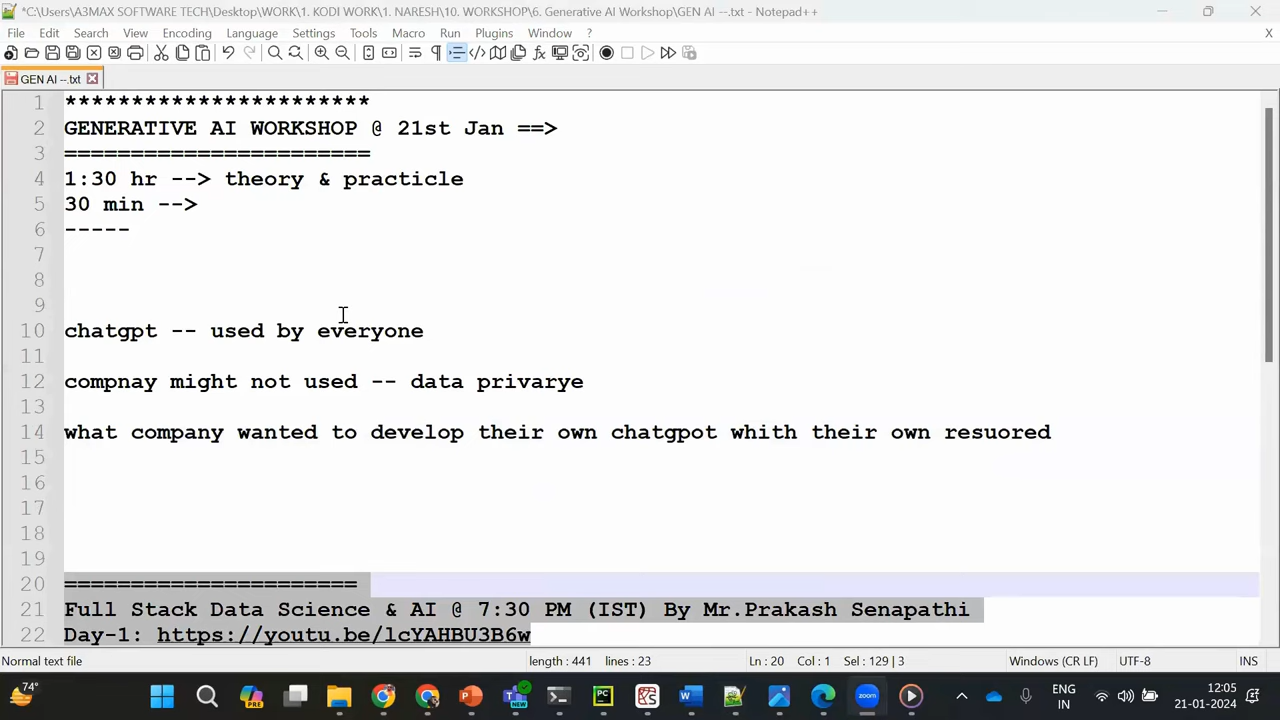 *C:\Users\A3MAX SOFTWARE TECH\Desktop\WORK\1. KODI WORK\1. NARESH\10. WORKSHOP\6. Generative AI Workshop\GEN AI --.txt - Notepad++
File Edit Search View Encoding Language Settings Tools Macro Run Plugins Window ? X
GEN AI --.txt
1 ***********************
2 GENERATIVE AI WORKSHOP @ 21st Jan ==>
3 =======================
4 1:30 hr --> theory & practicle
5 30 min -->
6 -----
7
8
9
10 chatgpt -- used by everyone
11
12 compnay might not used -- data privarye
13
14 what company wanted to develop their own chatgpot whith their own resuored
15
16
17
18
19
20 ======================
21 Full Stack Data Science & AI @ 7:30 PM (IST) By Mr.Prakash Senapathi
22 Day-1: https://youtu.be/lcYAHBU3B6w
Normal text file length : 441 lines : 23 Ln : 20 Col : 1 Sel : 129 | 3 Windows (CR LF) UTF-8 INS
74° PRE NEW PC zoom ENG IN 12:05 21-01-2024